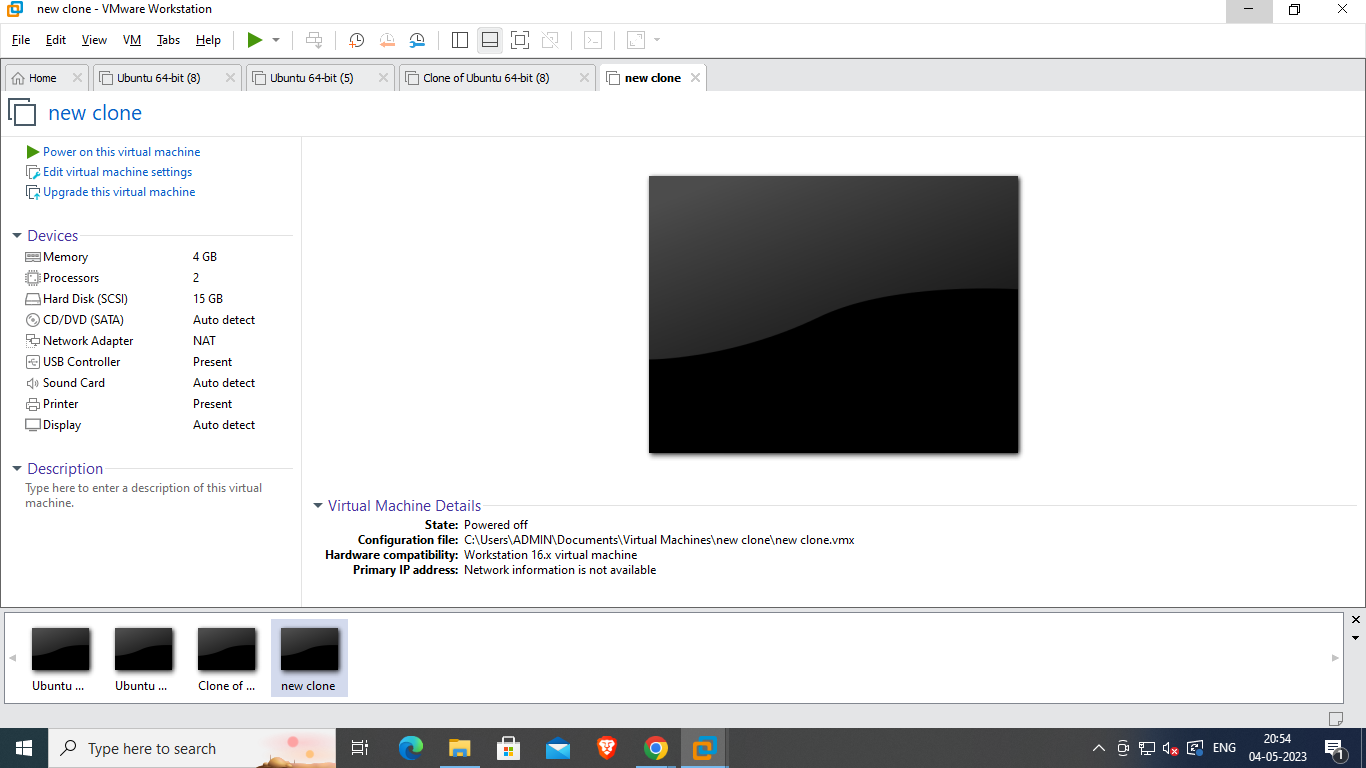 new clone - VMware Workstation
File Edit View VM Tabs Help
Home Ubuntu 64-bit (8) Ubuntu 64-bit (5) Clone of Ubuntu 64-bit (8) new clone
new clone
Power on this virtual machine
Edit virtual machine settings
Upgrade this virtual machine
Devices
Memory 4 GB
Processors 2
Hard Disk (SCSI) 15 GB
CD/DVD (SATA) Auto detect
Network Adapter NAT
USB Controller Present
Sound Card Auto detect
Printer Present
Display Auto detect
Description
Type here to enter a description of this virtual
machine.
Virtual Machine Details
State: Powered off
Configuration file: C:\Users\ADMIN\Documents\Virtual Machines\new clone\new clone.vmx
Hardware compatibility: Workstation 16.x virtual machine
Primary IP address: Network information is not available
Ubuntu ... Ubuntu ... Clone of ... new clone
Type here to search
ENG
20:54
04-05-2023
1